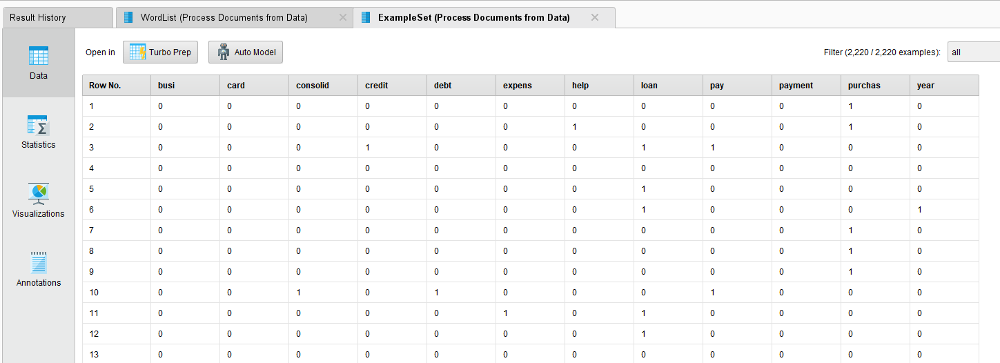 Result History WordList (Process Documents from Data) ExampleSet (Process Documents from Data)
Open in Turbo Prep Auto Model Filter (2,220 / 2,220 examples): all
Data
Statistics
Visualizations
Annotations
Row No. busi card consolid credit debt expens help loan pay payment purchas year
1 0 0 0 0 0 0 0 0 0 0 1 0
2 0 0 0 0 0 0 1 0 0 0 1 0
3 0 0 0 1 0 0 0 1 1 0 0 0
4 0 0 0 0 0 0 0 0 0 0 0 0
5 0 0 0 0 0 0 0 1 0 0 0 0
6 0 0 0 0 0 0 0 1 0 0 0 1
7 0 0 0 0 0 0 0 0 0 0 1 0
8 0 0 0 0 0 0 0 0 0 0 1 0
9 0 0 0 0 0 0 0 0 0 0 1 0
10 0 0 1 0 1 0 0 0 1 0 0 0
11 0 0 0 0 0 1 0 1 0 0 0 0
12 0 0 0 0 0 0 0 1 0 0 0 0
13 0 0 0 0 0 0 0 0 0 0 0 0